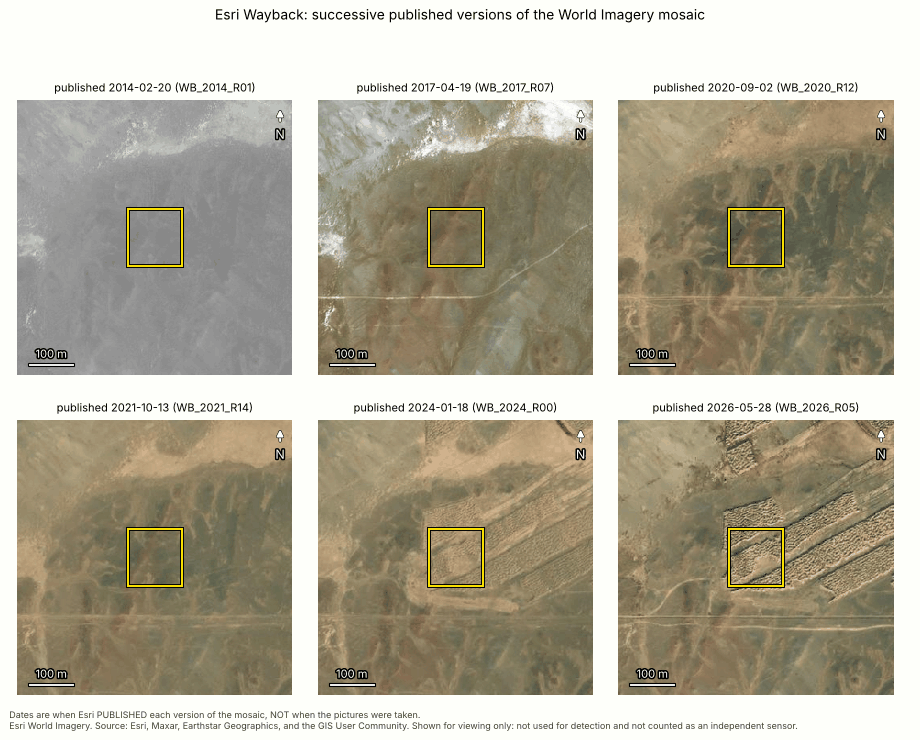 Esri Wayback: successive published versions of the World Imagery mosaic
published 2014-02-20 (WB_2014_R01)
published 2017-04-19 (WB_2017_R07)
published 2020-09-02 (WB_2020_R12)
N
N
N
100 m
100 m
100 m
published 2021-10-13 (WB_2021_R14)
published 2024-01-18 (WB_2024_R00)
published 2026-05-28 (WB_2026_R05)
N
N
N
100 m
100 m
100 m
Dates are when Esri PUBLISHED each version of the mosaic, NOT when the pictures were taken.
Esri World Imagery. Source: Esri, Maxar, Earthstar Geographics, and the GIS User Community. Shown for viewing only: not used for detection and not counted as an independent sensor.